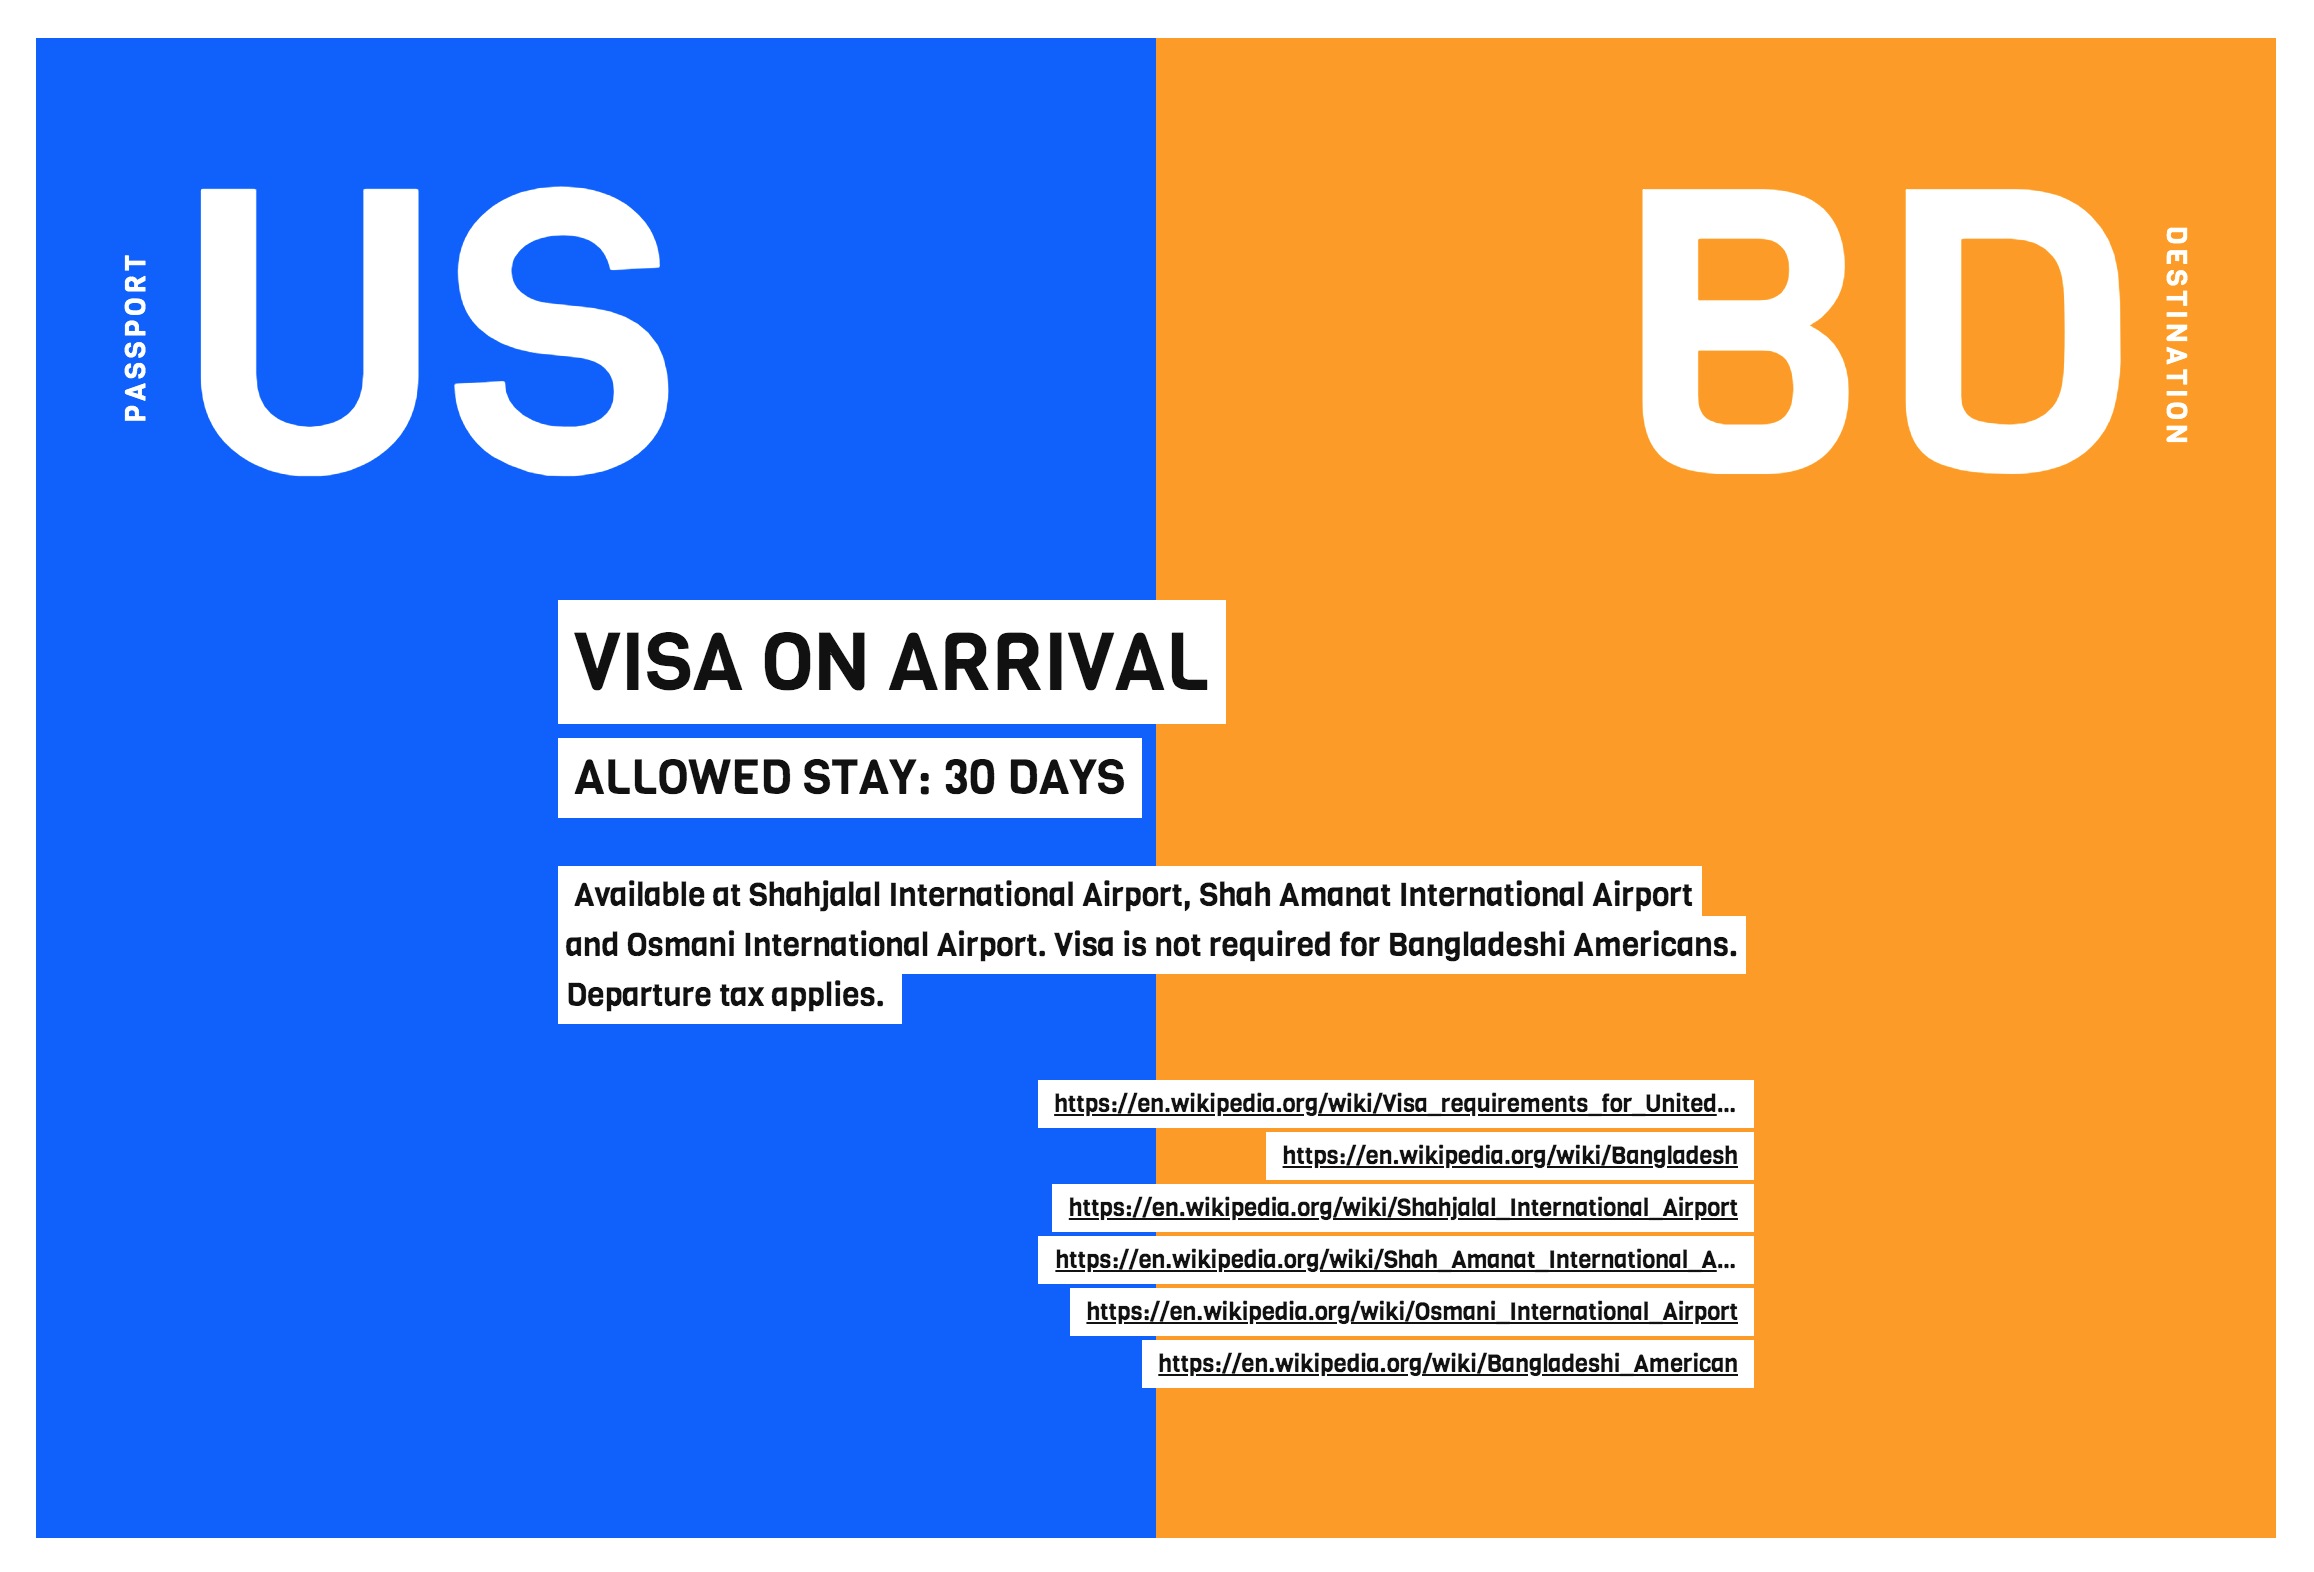 PASSPORT
US
BD
DESTINATION
VISA ON ARRIVAL
ALLOWED STAY: 30 DAYS
Available at Shahjalal International Airport, Shah Amanat International Airport
and Osmani International Airport. Visa is not required for Bangladeshi Americans.
Departure tax applies.
https://en.wikipedia.org/wiki/Visa_requirements_for_United...
https://en.wikipedia.org/wiki/Bangladesh
https://en.wikipedia.org/wiki/Shahjalal_International_Airport
https://en.wikipedia.org/wiki/Shah_Amanat_International_A...
https://en.wikipedia.org/wiki/Osmani_International_Airport
https://en.wikipedia.org/wiki/Bangladeshi_American